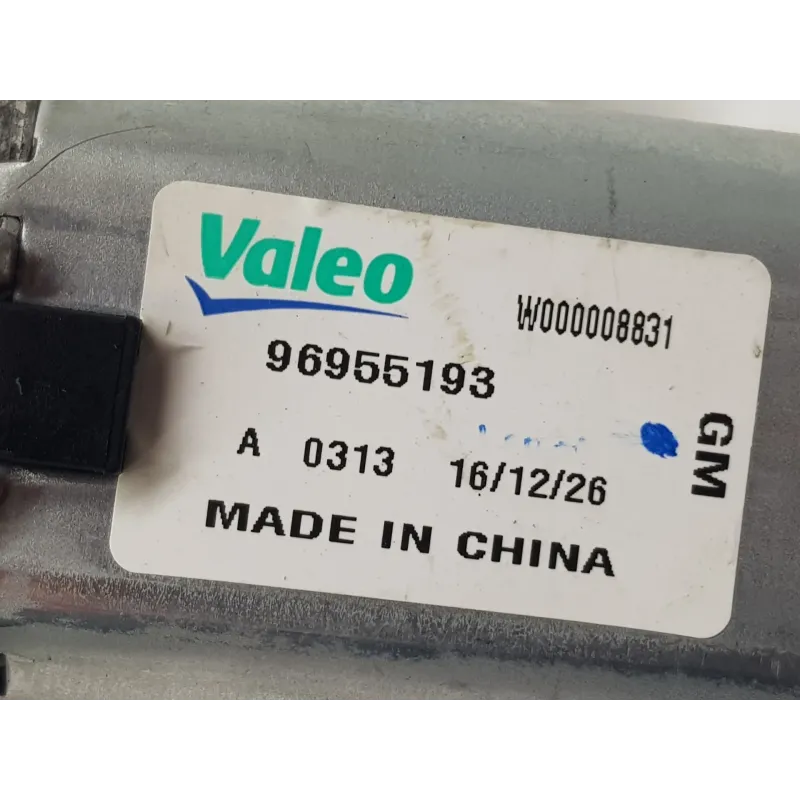 Valeo
W000008831
96955193
GM
A 0313 16/12/26
MADE IN CHINA